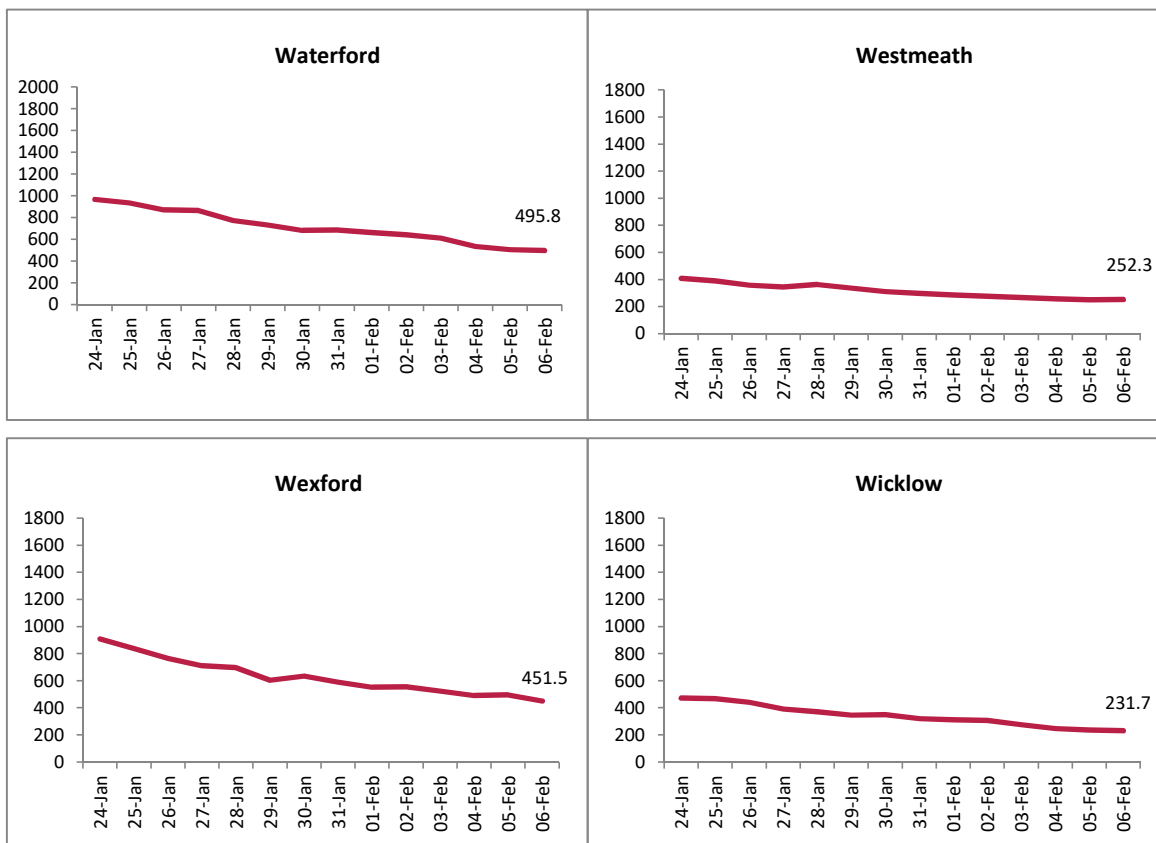 Waterford
2000
1800
1600
1400
1200
1000
800
600
400
200
0
495.8
24-Jan
25-Jan
26-Jan
27-Jan
28-Jan
29-Jan
30-Jan
31-Jan
01-Feb
02-Feb
03-Feb
04-Feb
05-Feb
06-Feb
Westmeath
1800
1600
1400
1200
1000
800
600
400
200
0
252.3
24-Jan
25-Jan
26-Jan
27-Jan
28-Jan
29-Jan
30-Jan
31-Jan
01-Feb
02-Feb
03-Feb
04-Feb
05-Feb
06-Feb
Wexford
1800
1600
1400
1200
1000
800
600
400
200
0
451.5
24-Jan
25-Jan
26-Jan
27-Jan
28-Jan
29-Jan
30-Jan
31-Jan
01-Feb
02-Feb
03-Feb
04-Feb
05-Feb
06-Feb
Wicklow
1800
1600
1400
1200
1000
800
600
400
200
0
231.7
24-Jan
25-Jan
26-Jan
27-Jan
28-Jan
29-Jan
30-Jan
31-Jan
01-Feb
02-Feb
03-Feb
04-Feb
05-Feb
06-Feb